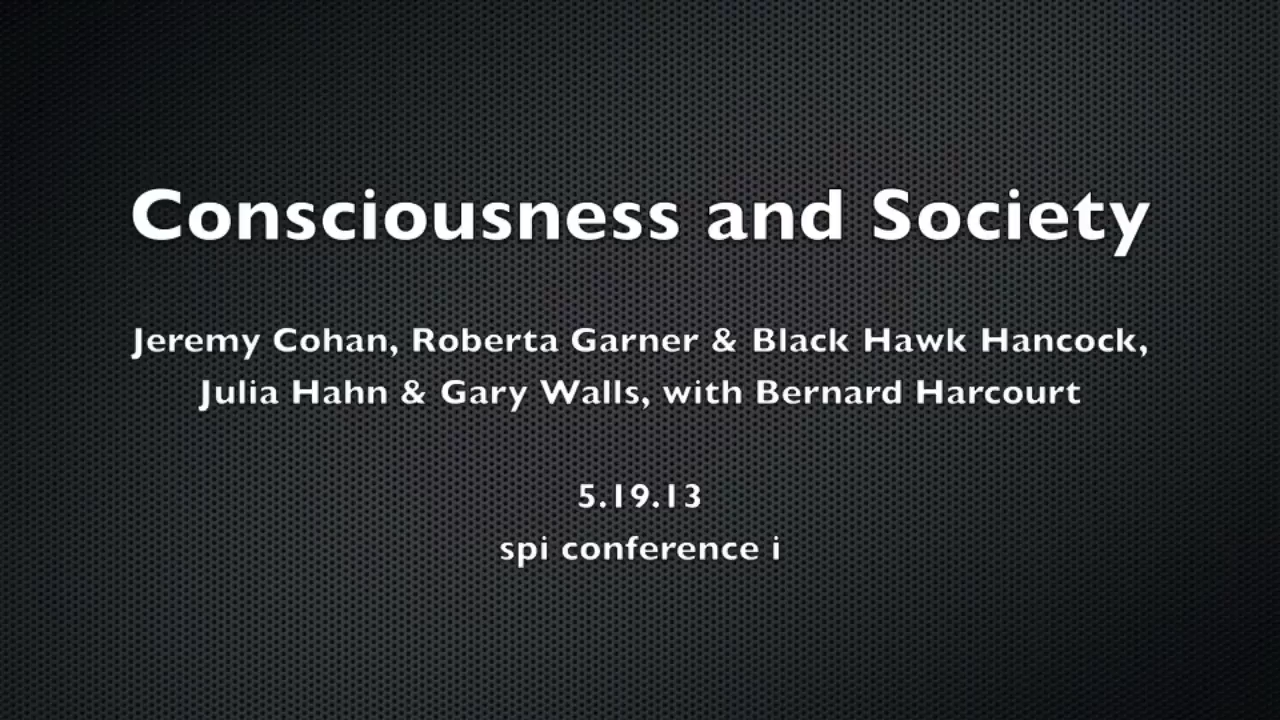 Consciousness and Society
Jeremy Cohan, Roberta Garner & Black Hawk Hancock,
Julia Hahn & Gary Walls, with Bernard Harcourt
5.19.13
spi conference i